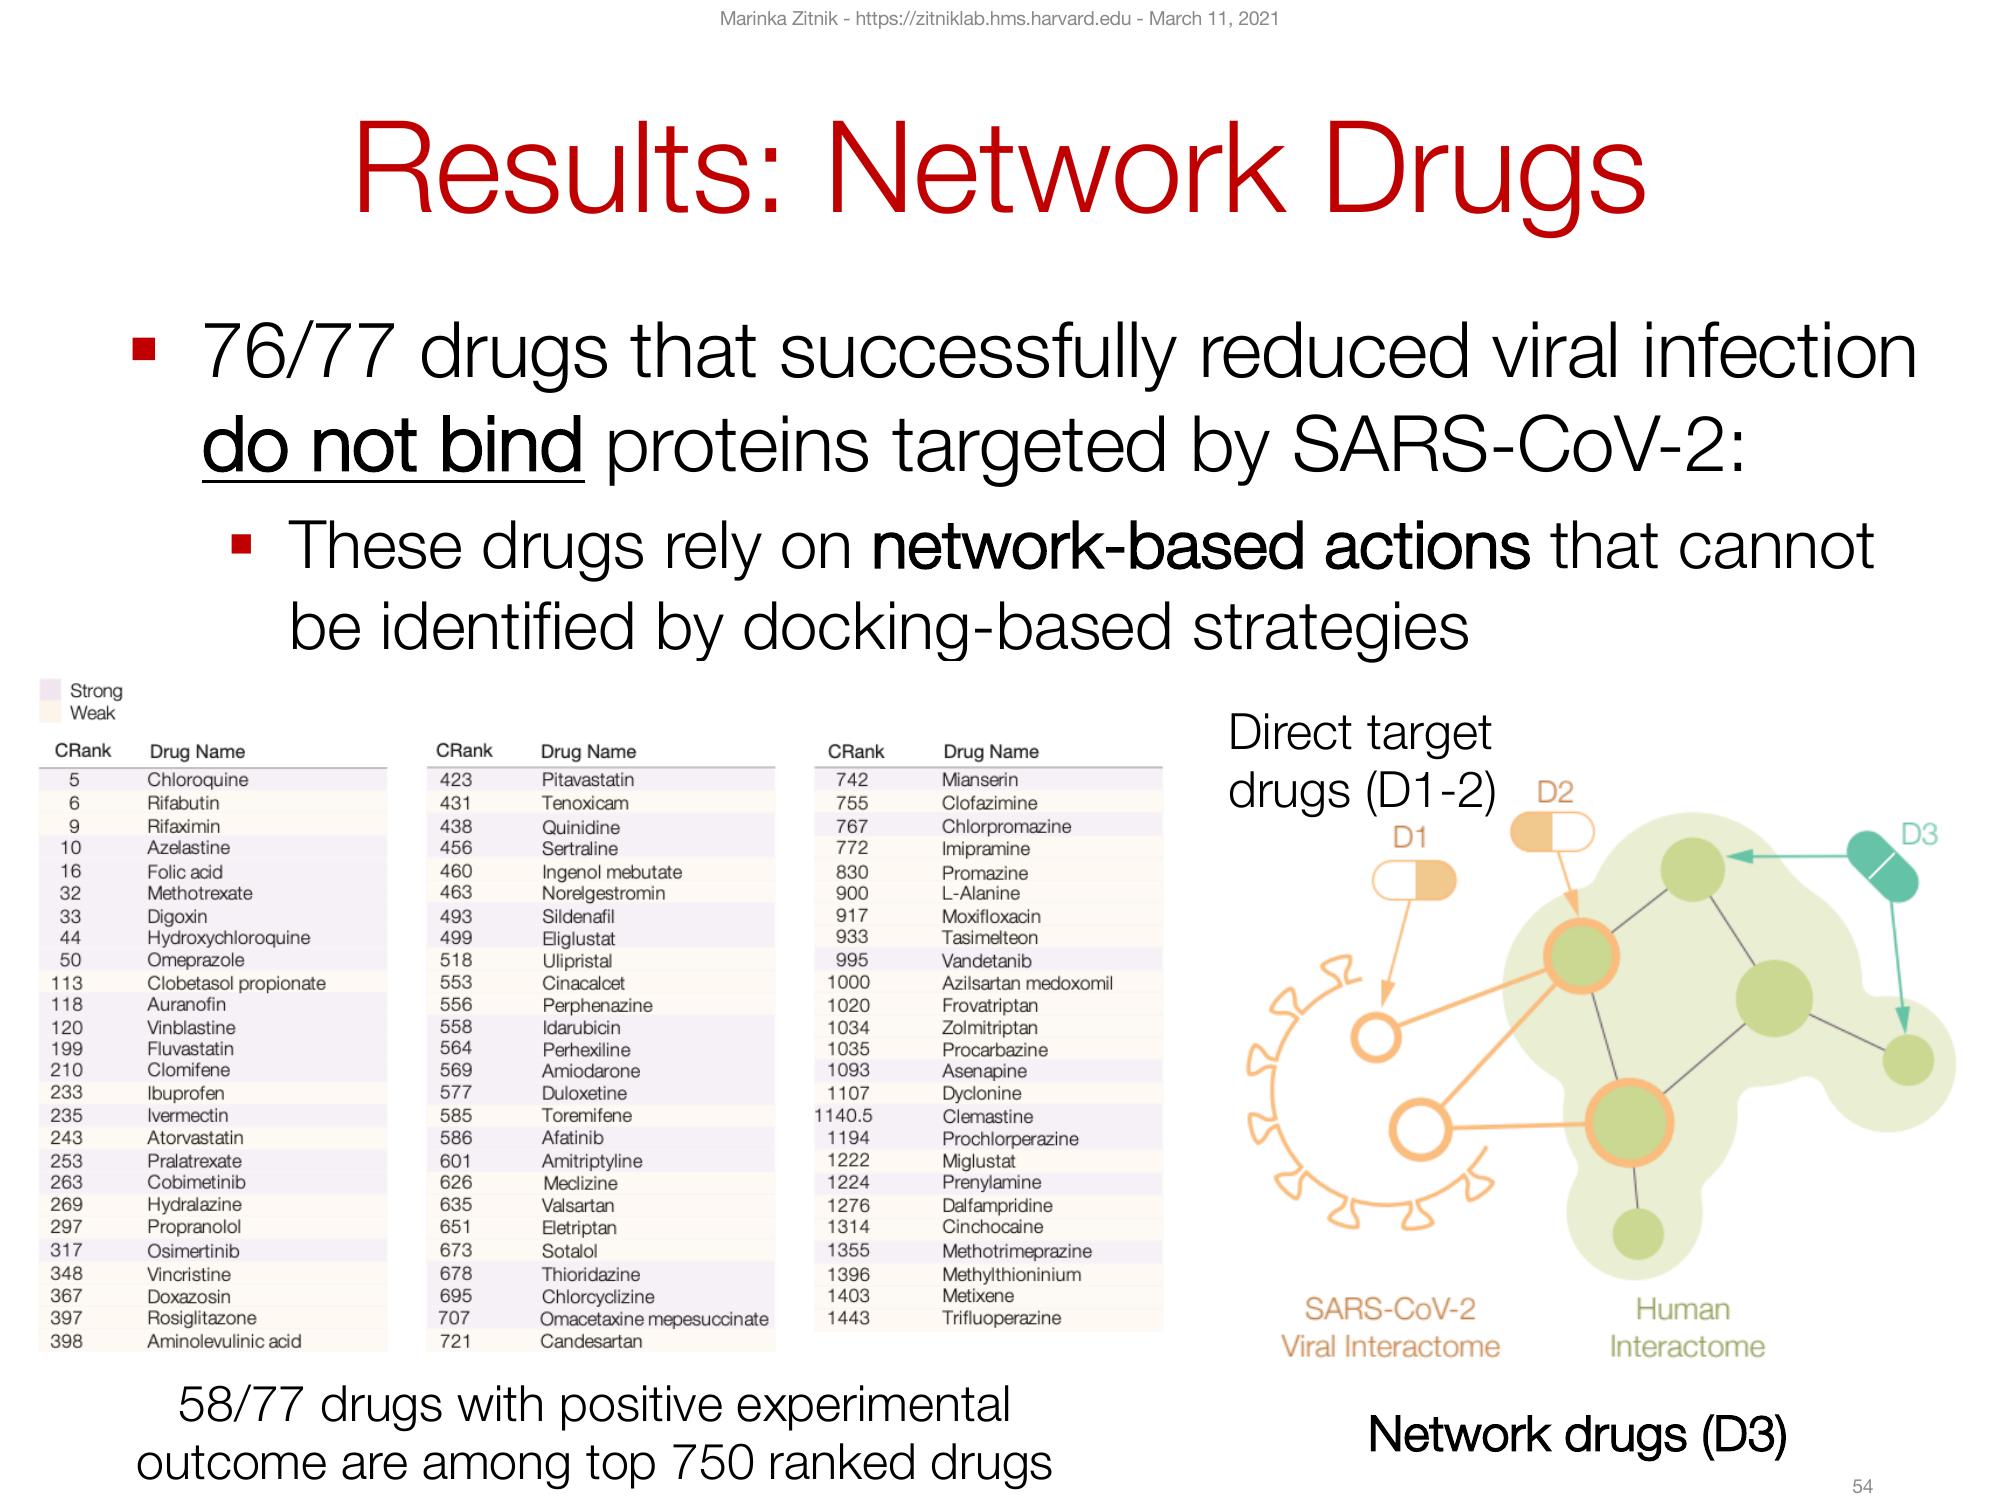 Marinka Zitnik - https://zitniklab.hms.harvard.edu - March 11, 2021
Results: Network Drugs
76/77 drugs that successfully reduced viral infection
do not bind proteins targeted by SARS-CoV-2:
These drugs rely on network-based actions that cannot
be identified by docking-based strategies
Strong
Weak
CRank Drug Name
5 Chloroquine
6 Rifabutin
9 Rifaximin
10 Azelastine
16 Folic acid
32 Methotrexate
33 Digoxin
44 Hydroxychloroquine
50 Omeprazole
113 Clobetasol propionate
118 Auranofin
120 Vinblastine
199 Fluvastatin
210 Clomifene
233 Ibuprofen
235 Ivermectin
243 Atorvastatin
253 Pralatrexate
263 Cobimetinib
269 Hydralazine
297 Propranolol
317 Osimertinib
348 Vincristine
367 Doxazosin
397 Rosiglitazone
398 Aminolevulinic acid
CRank Drug Name
423 Pitavastatin
431 Tenoxicam
438 Quinidine
456 Sertraline
460 Ingenol mebutate
463 Norelgestromin
493 Sildenafil
499 Eliglustat
518 Ulipristal
553 Cinacalcet
556 Perphenazine
558 Idarubicin
564 Perhexiline
569 Amiodarone
577 Duloxetine
585 Toremifene
586 Afatinib
601 Amitriptyline
626 Meclizine
635 Valsartan
651 Eletriptan
673 Sotalol
678 Thioridazine
695 Chlorcyclizine
707 Omacetaxine mepesuccinate
721 Candesartan
CRank Drug Name
742 Mianserin
755 Clofazimine
767 Chlorpromazine
772 Imipramine
830 Promazine
900 L-Alanine
917 Moxifloxacin
933 Tasimelteon
995 Vandetanib
1000 Azilsartan medoxomil
1020 Frovatriptan
1034 Zolmitriptan
1035 Procarbazine
1093 Asenapine
1107 Dyclonine
1140.5 Clemastine
1194 Prochlorperazine
1222 Miglustat
1224 Prenylamine
1276 Dalfampridine
1314 Cinchocaine
1355 Methotrimeprazine
1396 Methylthioninium
1403 Metixene
1443 Trifluoperazine
58/77 drugs with positive experimental
outcome are among top 750 ranked drugs
Direct target
drugs (D1-2)
D2
D1
D3
SARS-CoV-2
Viral Interactome
Human
Interactome
Network drugs (D3)
54